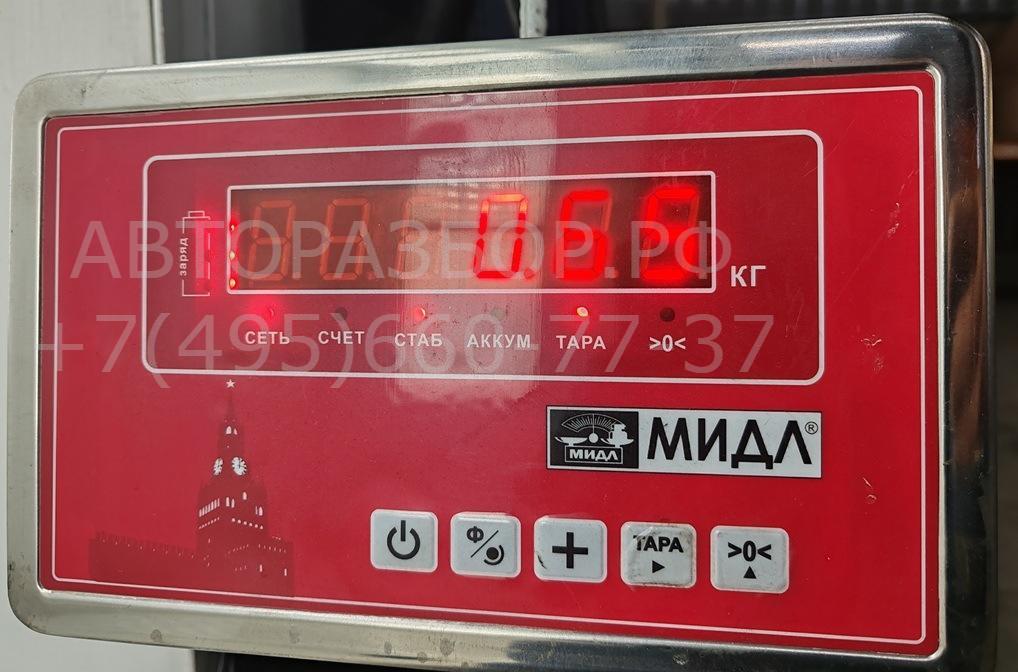 АВТОРАЗБОР.РФ
+7(495)660-77-37
заряд
0.65
КГ
СЕТЬ СЧЕТ СТАБ АККУМ ТАРА >0<
МИДЛ МИДЛ®
Ф/ + ТАРА >0<